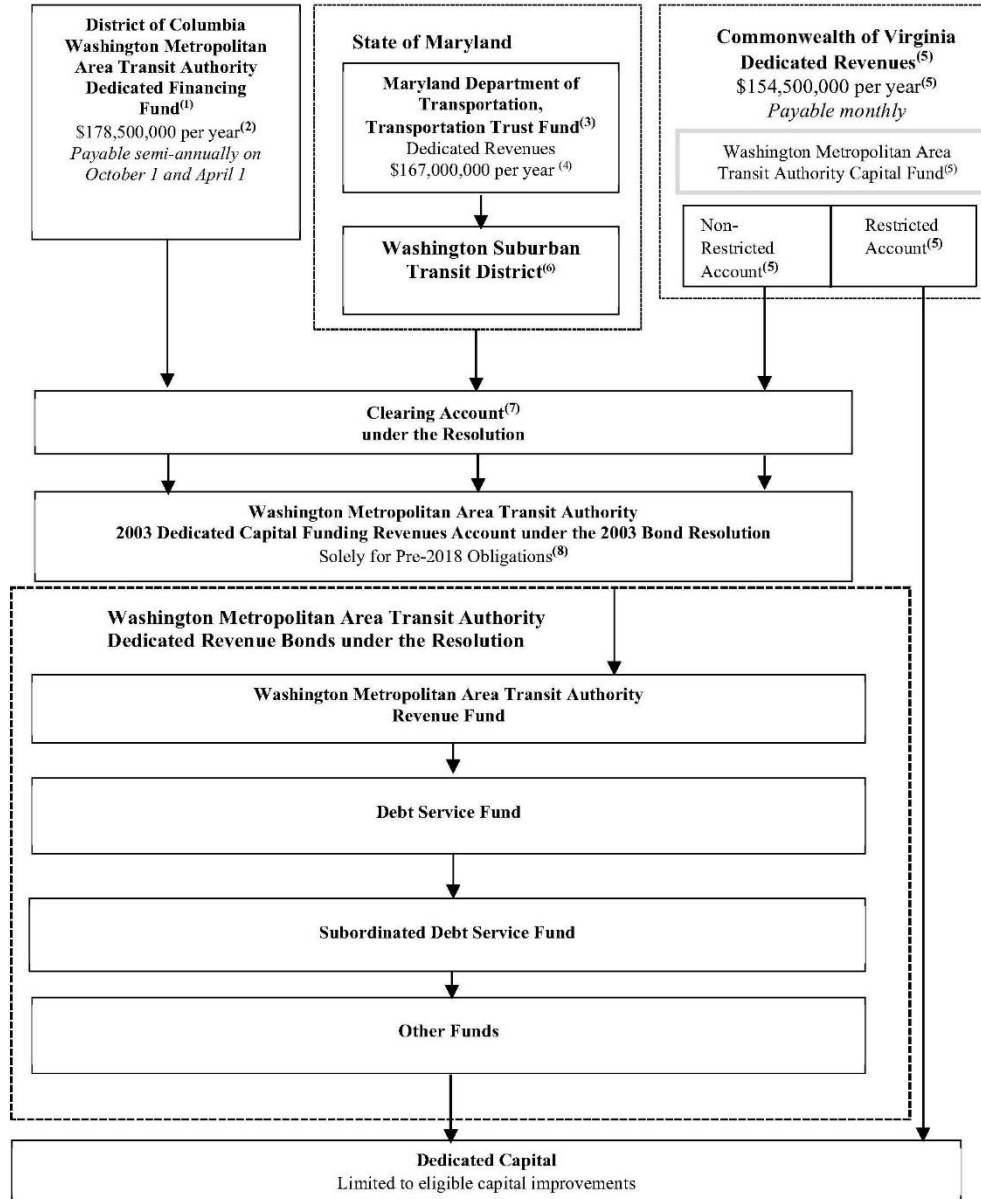 District of Columbia
Washington Metropolitan
Area Transit Authority
Dedicated Financing
Fund(1)
$178,500,000 per year(2)
Payable semi-annually on
October 1 and April 1
State of Maryland
Maryland Department of
Transportation,
Transportation Trust Fund(3)
Dedicated Revenues
$167,000,000 per year (4)
Washington Suburban
Transit District(6)
Commonwealth of Virginia
Dedicated Revenues(5)
$154,500,000 per year(5)
Payable monthly
Washington Metropolitan Area
Transit Authority Capital Fund(5)
Non-
Restricted
Account(5)
Restricted
Account(5)
Clearing Account(7)
under the Resolution
Washington Metropolitan Area Transit Authority
2003 Dedicated Capital Funding Revenues Account under the 2003 Bond Resolution
Solely for Pre-2018 Obligations(8)
Washington Metropolitan Area Transit Authority
Dedicated Revenue Bonds under the Resolution
Washington Metropolitan Area Transit Authority
Revenue Fund
Debt Service Fund
Subordinated Debt Service Fund
Other Funds
Dedicated Capital
Limited to eligible capital improvements